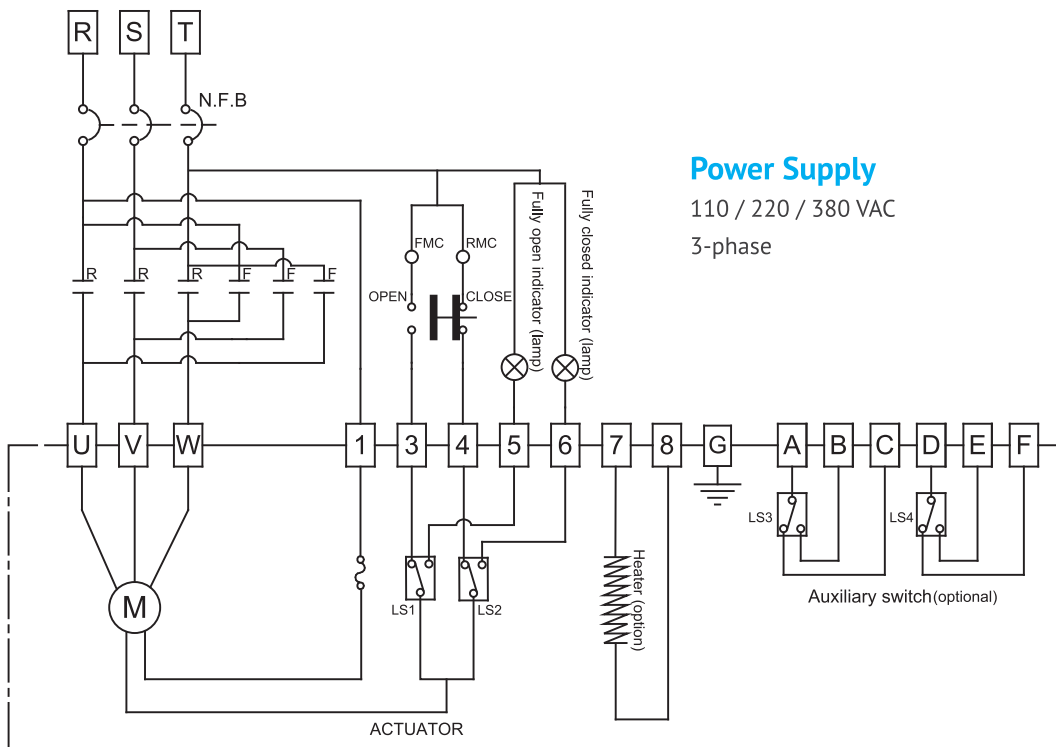 R S T
N.F.B
Power Supply
110 / 220 / 380 VAC
3-phase
Fully open indicator (lamp)
Fully closed indicator (lamp)
FMC RMC
R R R F F F
OPEN CLOSE
U V W 1 3 4 5 6 7 8 G A B C D E F
LS3 LS4
Heater (option)
Auxiliary switch(optional)
M
LS1 LS2
ACTUATOR